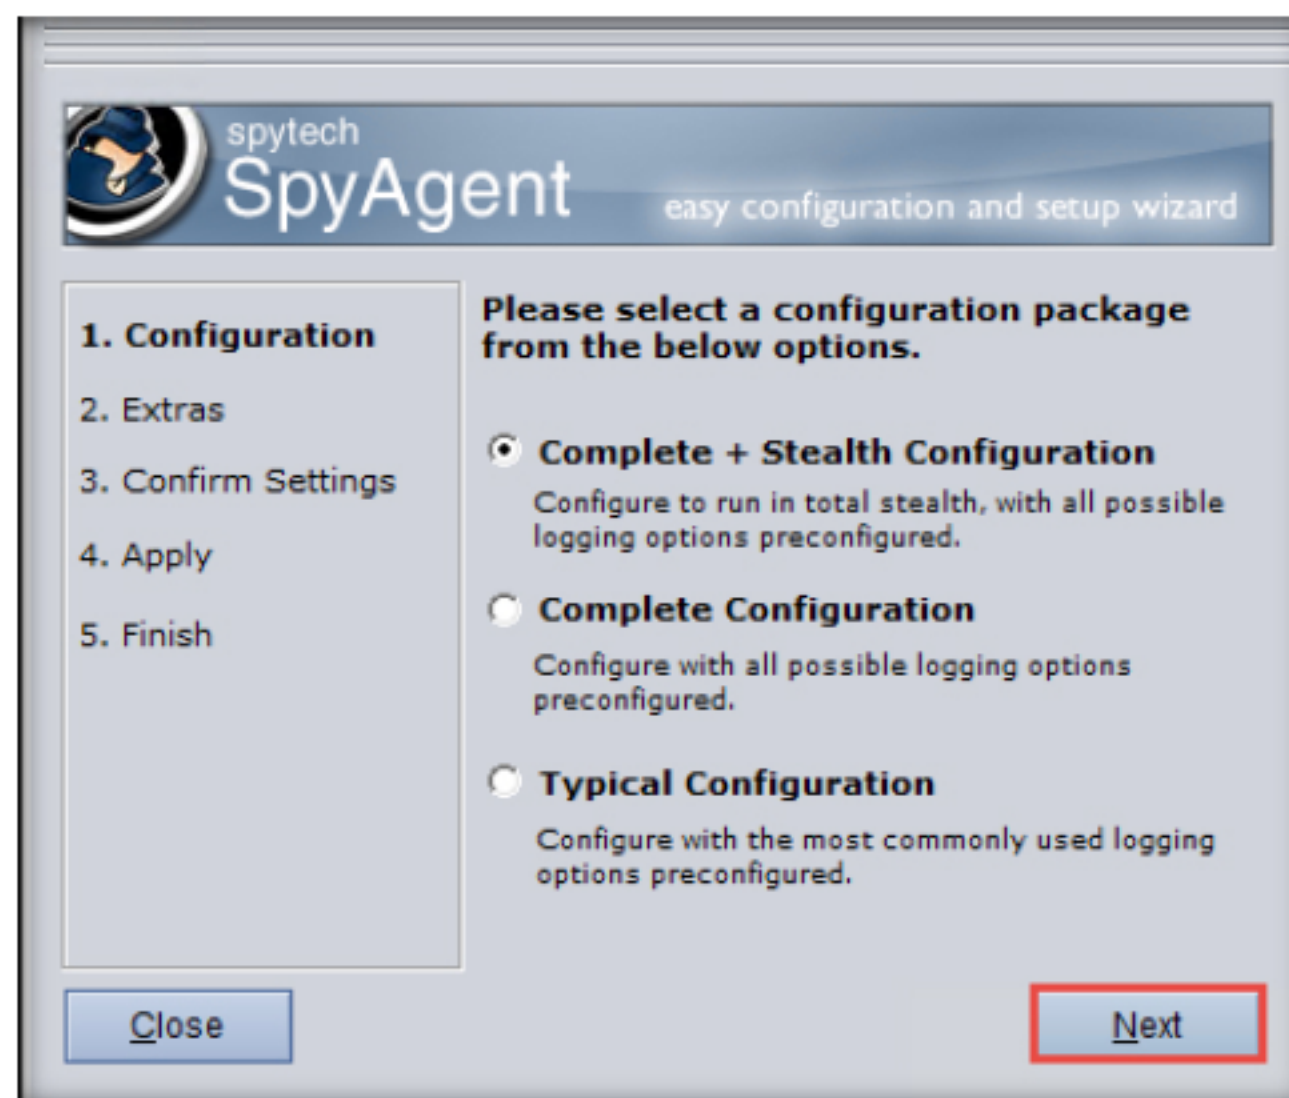 spytech
SpyAgent
easy configuration and setup wizard
1. Configuration
2. Extras
3. Confirm Settings
4. Apply
5. Finish
Please select a configuration package
from the below options.
Complete + Stealth Configuration
Configure to run in total stealth, with all possible
logging options preconfigured.
Complete Configuration
Configure with all possible logging options
preconfigured.
Typical Configuration
Configure with the most commonly used logging
options preconfigured.
Close
Next